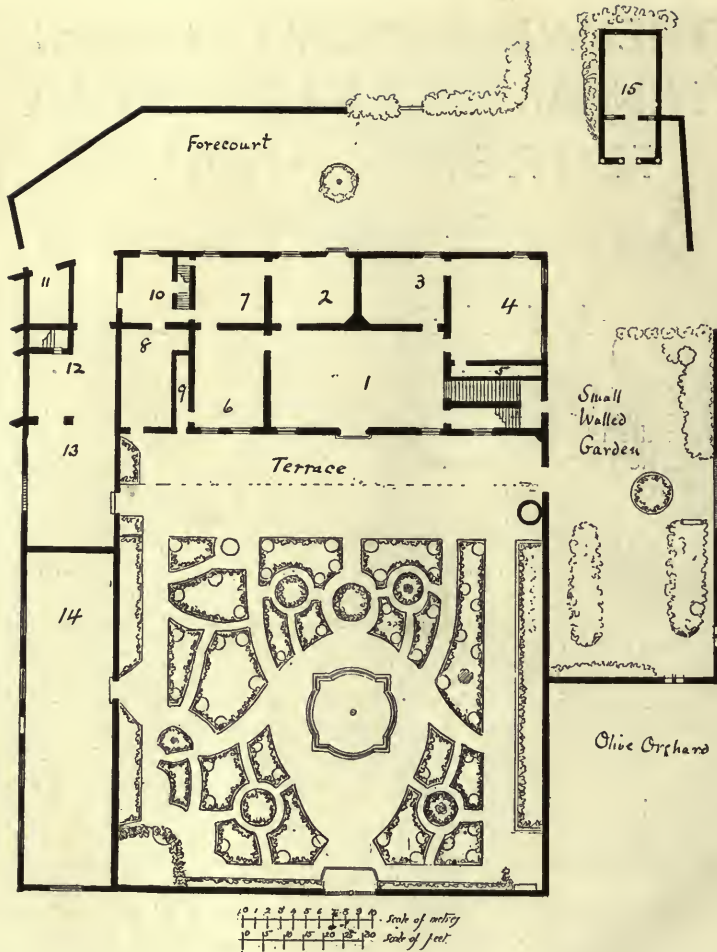 15
Forecourt
11
10
7
2
3
4
12
8
9
6
1
5
13
Small
Walled
Garden
Terrace
14
Olive Orchard
0 1 2 3 4 5 6 7 8 9 10 scale of metres
0 5 10 15 20 25 30 scale of feet